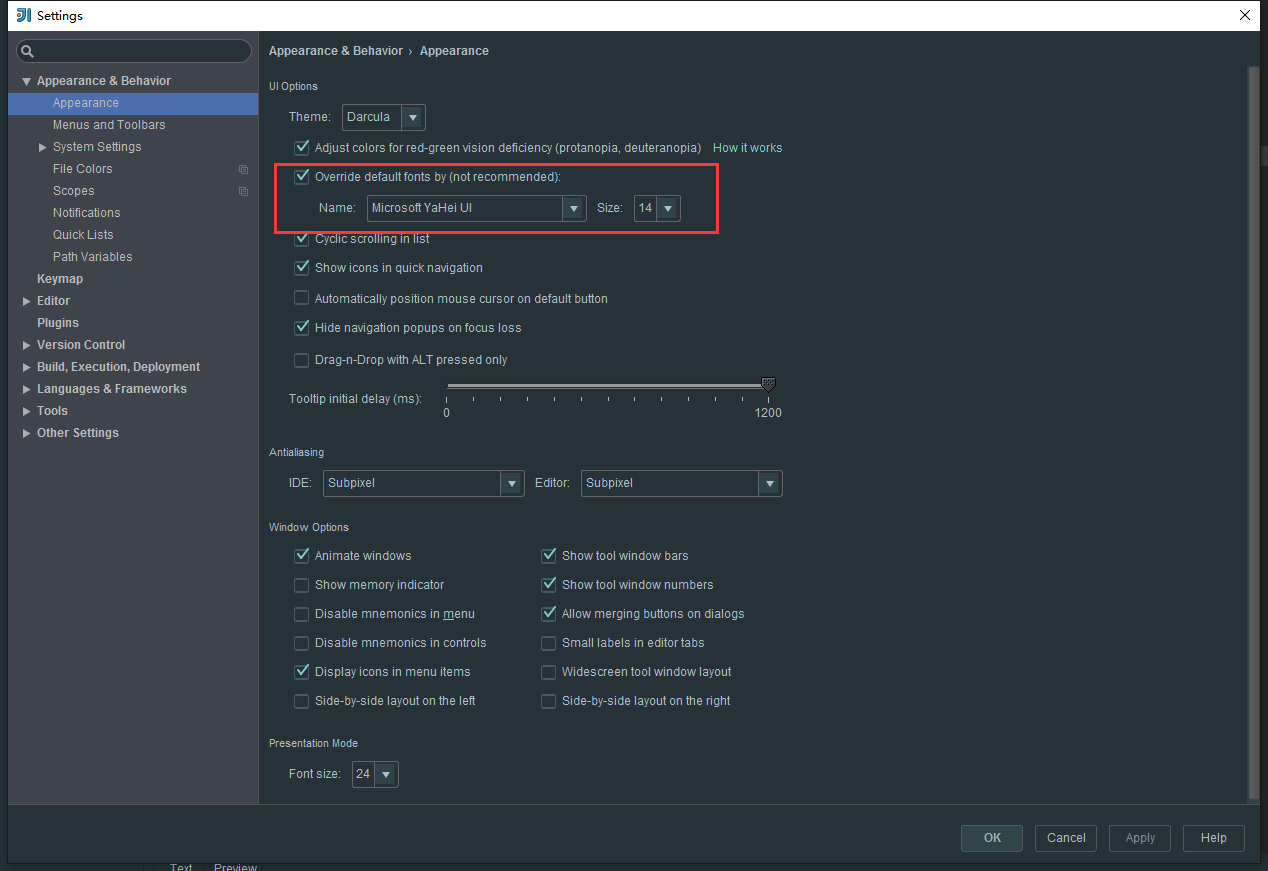 Settings
Appearance & Behavior
Appearance
Menus and Toolbars
System Settings
File Colors
Scopes
Notifications
Quick Lists
Path Variables
Keymap
Editor
Plugins
Version Control
Build, Execution, Deployment
Languages & Frameworks
Tools
Other Settings
Appearance & Behavior › Appearance
UI Options
Theme: Darcula
Adjust colors for red-green vision deficiency (protanopia, deuteranopia) How it works
Override default fonts by (not recommended):
Name: Microsoft YaHei UI Size: 14
Cyclic scrolling in list
Show icons in quick navigation
Automatically position mouse cursor on default button
Hide navigation popups on focus loss
Drag-n-Drop with ALT pressed only
Tooltip initial delay (ms):
0 1200
Antialiasing
IDE: Subpixel Editor: Subpixel
Window Options
Animate windows Show tool window bars
Show memory indicator Show tool window numbers
Disable mnemonics in menu Allow merging buttons on dialogs
Disable mnemonics in controls Small labels in editor tabs
Display icons in menu items Widescreen tool window layout
Side-by-side layout on the left Side-by-side layout on the right
Presentation Mode
Font size: 24
OK Cancel Apply Help
Text Preview